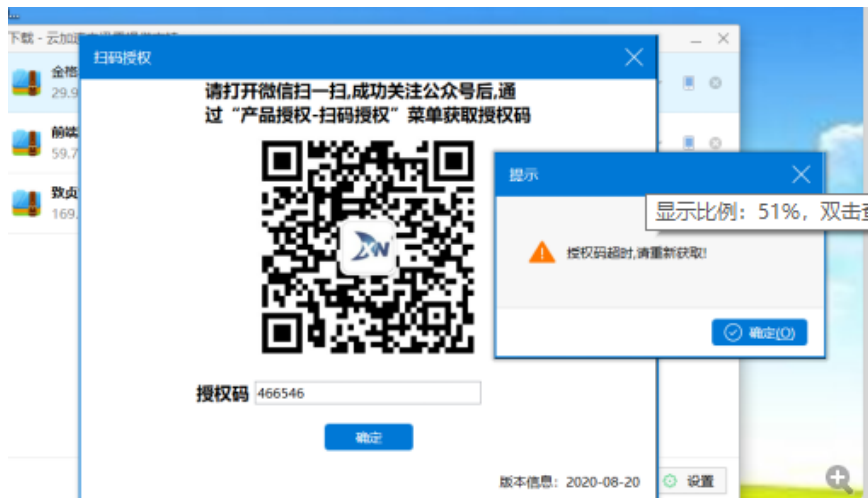 下载 - 云加
扫码授权
金格
29.9
前端
59.7
致贞
169.
请打开微信扫一扫,成功关注公众号后,通
过“产品授权-扫码授权”菜单获取授权码
提示
显示比例：51%，双击查
授权码超时,请重新获取!
确定(O)
授权码 466546
确定
版本信息：2020-08-20
设置